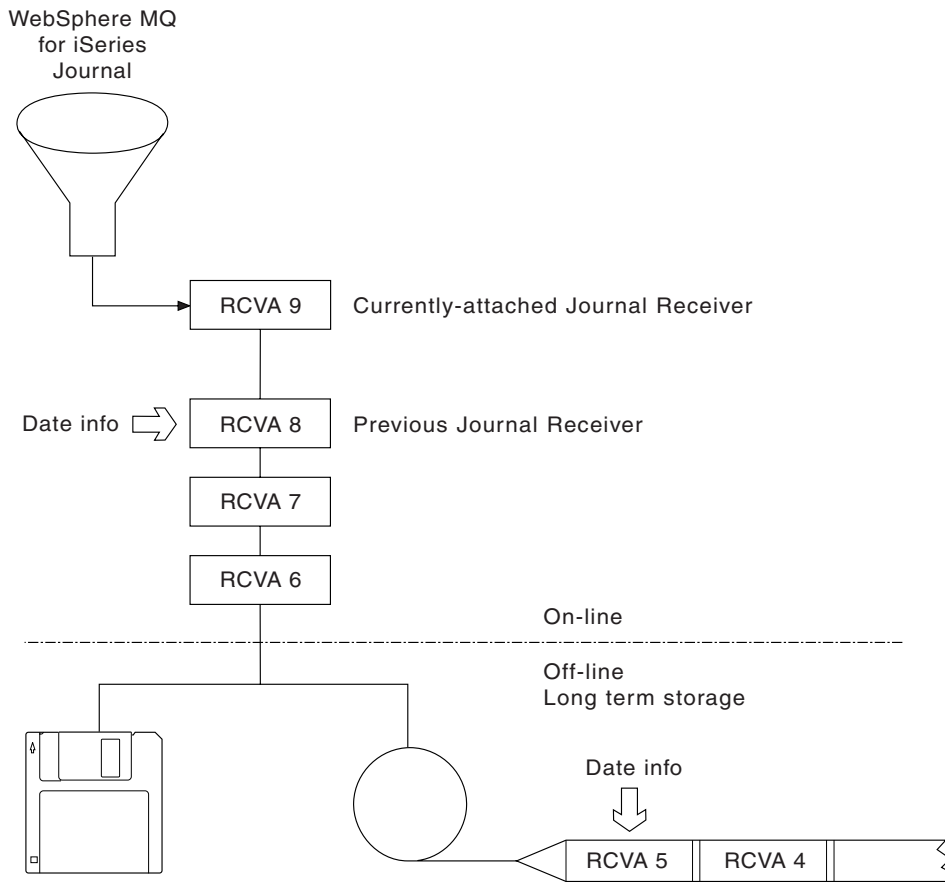 WebSphere MQ
for iSeries
Journal
RCVA 9
Currently-attached Journal Receiver
Date info
RCVA 8
Previous Journal Receiver
RCVA 7
RCVA 6
On-line
Off-line
Long term storage
Date info
RCVA 5
RCVA 4